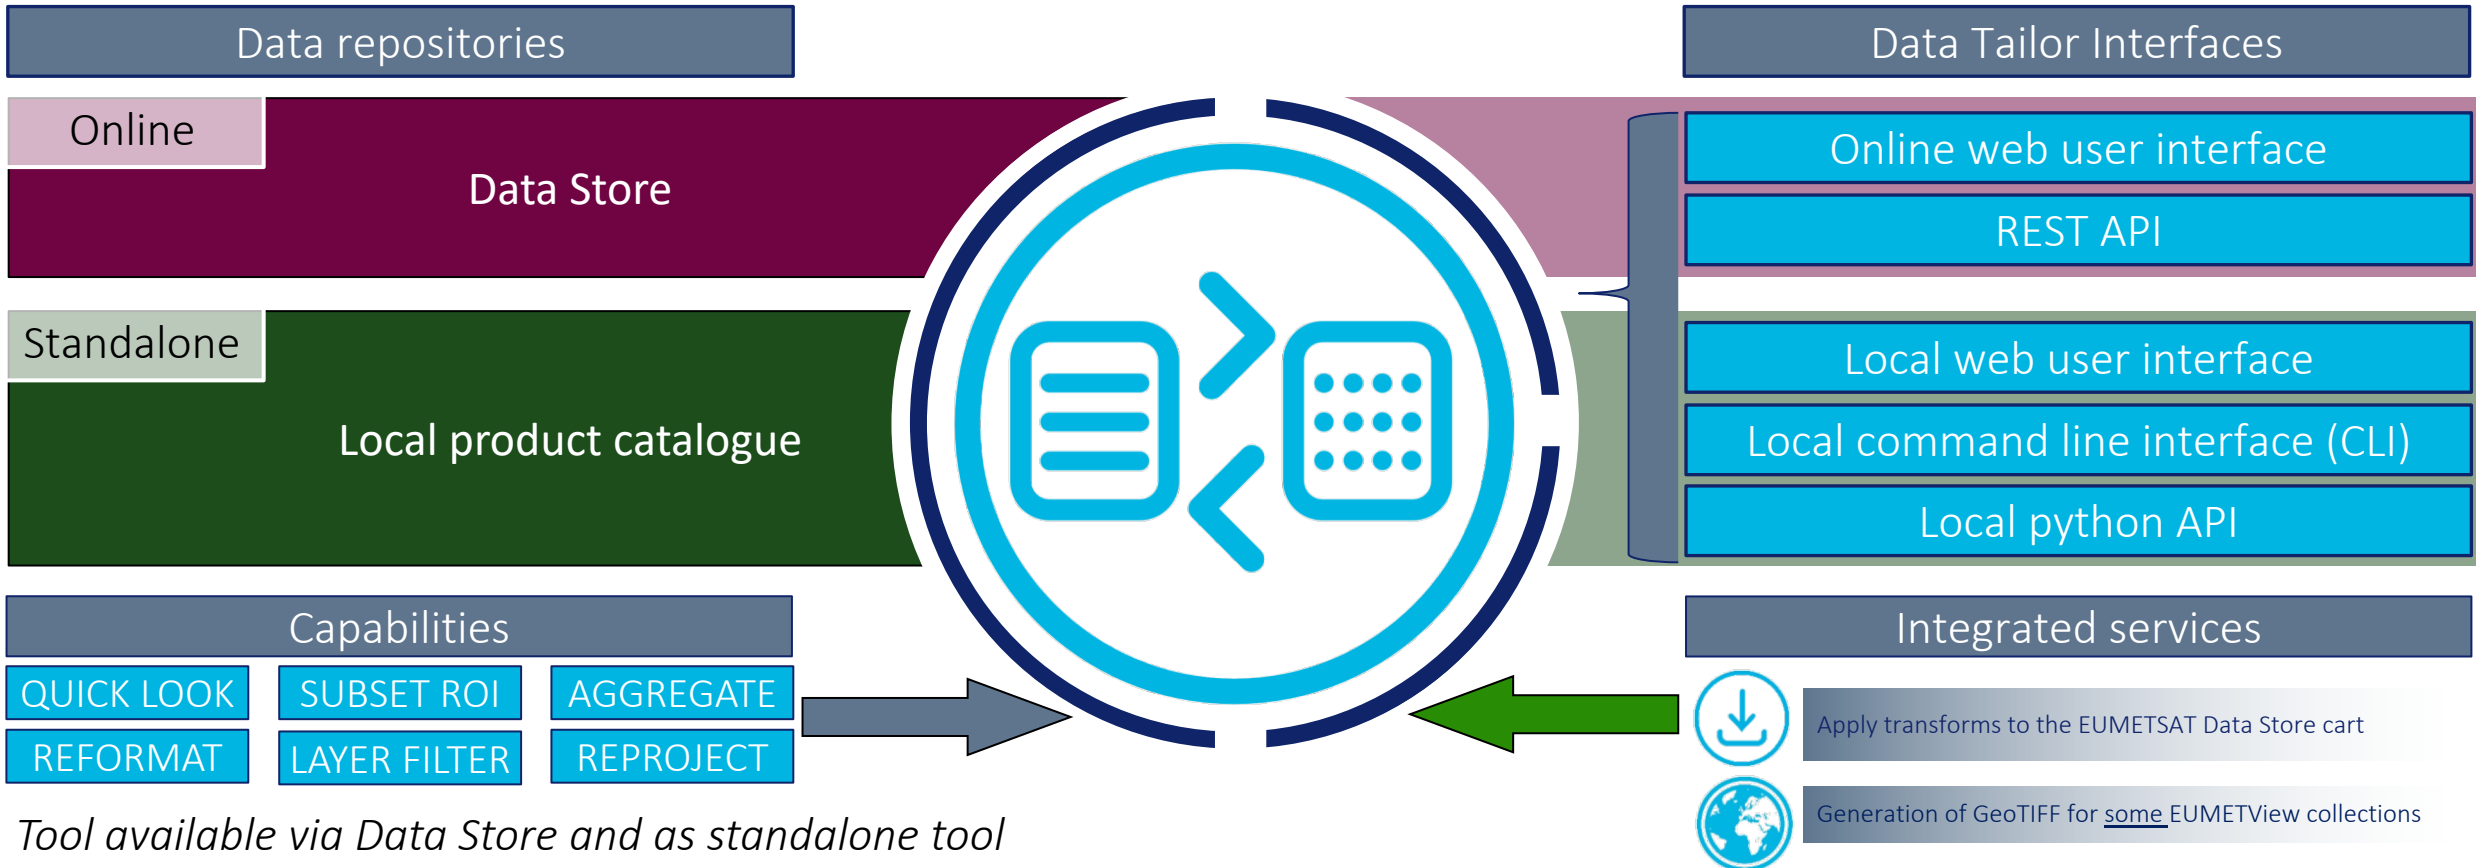 Data repositories
Data Tailor Interfaces
Online
Data Store
Online web user interface
REST API
Standalone
Local product catalogue
Local web user interface
Local command line interface (CLI)
Local python API
Capabilities
QUICK LOOK
SUBSET ROI
AGGREGATE
REFORMAT
LAYER FILTER
REPROJECT
Integrated services
Apply transforms to the EUMETSAT Data Store cart
Generation of GeoTIFF for some EUMETView collections
Tool available via Data Store and as standalone tool